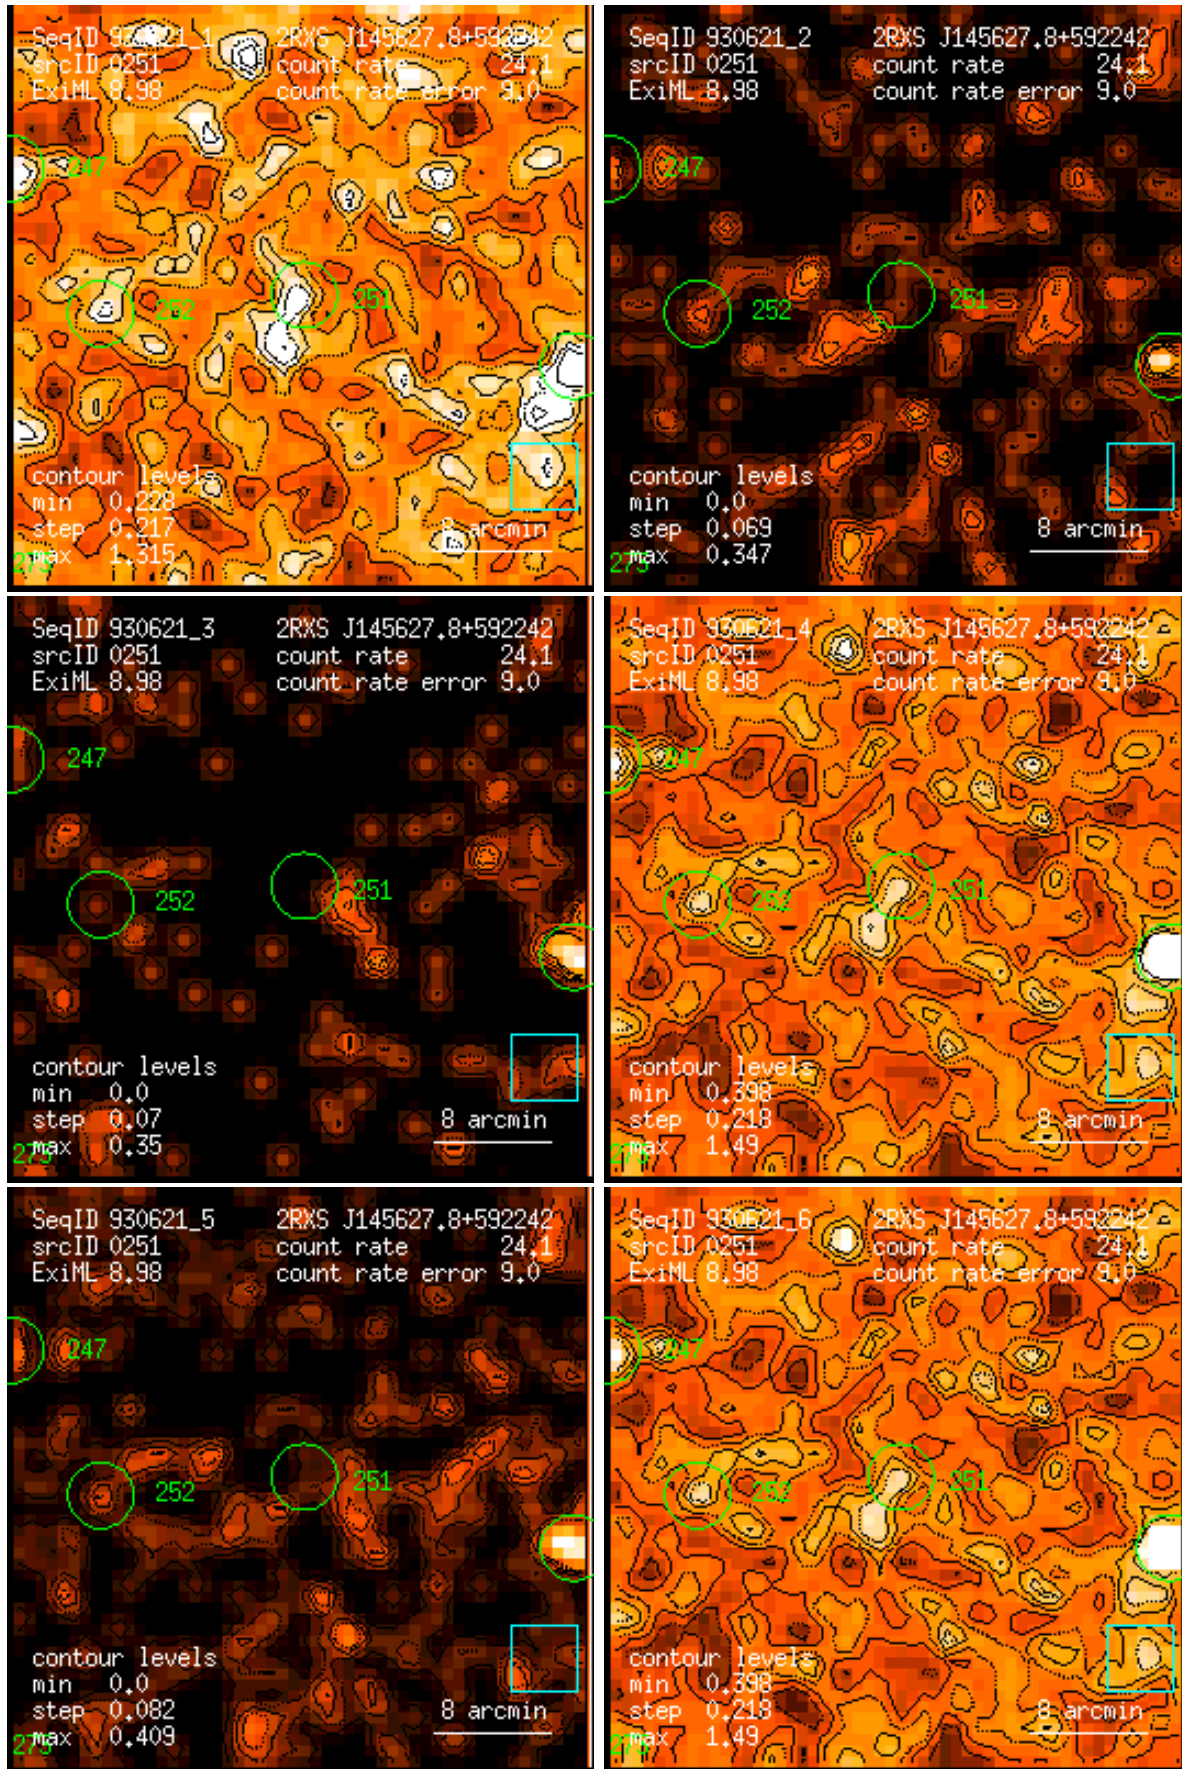 SeqID 930621_1 2RXS J145627.8+592242
srcID 0251 count rate 24.1
ExiML 8.98 count rate error 9.0
247
252 251
contour levels
min 0.228
step 0.217 8 arcmin
max 1.315
273
SeqID 930621_2 2RXS J145627.8+592242
srcID 0251 count rate 24.1
ExiML 8.98 count rate error 9.0
247
252 251
contour levels
min 0.0
step 0.069 8 arcmin
max 0.347
SeqID 930621_3 2RXS J145627.8+592242
srcID 0251 count rate 24.1
ExiML 8.98 count rate error 9.0
247
252 251
contour levels
min 0.0
step 0.07 8 arcmin
max 0.35
SeqID 930621_4 2RXS J145627.8+592242
srcID 0251 count rate 24.1
ExiML 8.98 count rate error 9.0
247
252 251
contour levels
min 0.398
step 0.218 8 arcmin
max 1.49
SeqID 930621_5 2RXS J145627.8+592242
srcID 0251 count rate 24.1
ExiML 8.98 count rate error 9.0
247
252 251
contour levels
min 0.0
step 0.082 8 arcmin
max 0.409
SeqID 930621_6 2RXS J145627.8+592242
srcID 0251 count rate 24.1
ExiML 8.98 count rate error 9.0
247
252 251
contour levels
min 0.398
step 0.218 8 arcmin
max 1.49